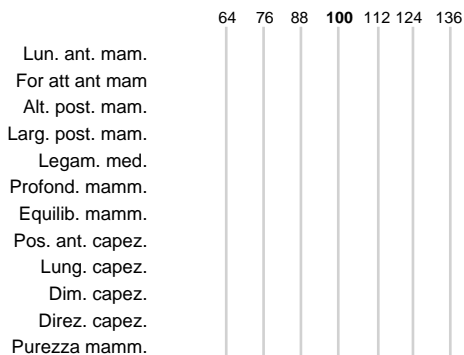 64 76 88 100 112 124 136
Lun. ant. mam.
For att ant mam
Alt. post. mam.
Larg. post. mam.
Legam. med.
Profond. mamm.
Equilib. mamm.
Pos. ant. capez.
Lung. capez.
Dim. capez.
Direz. capez.
Purezza mamm.